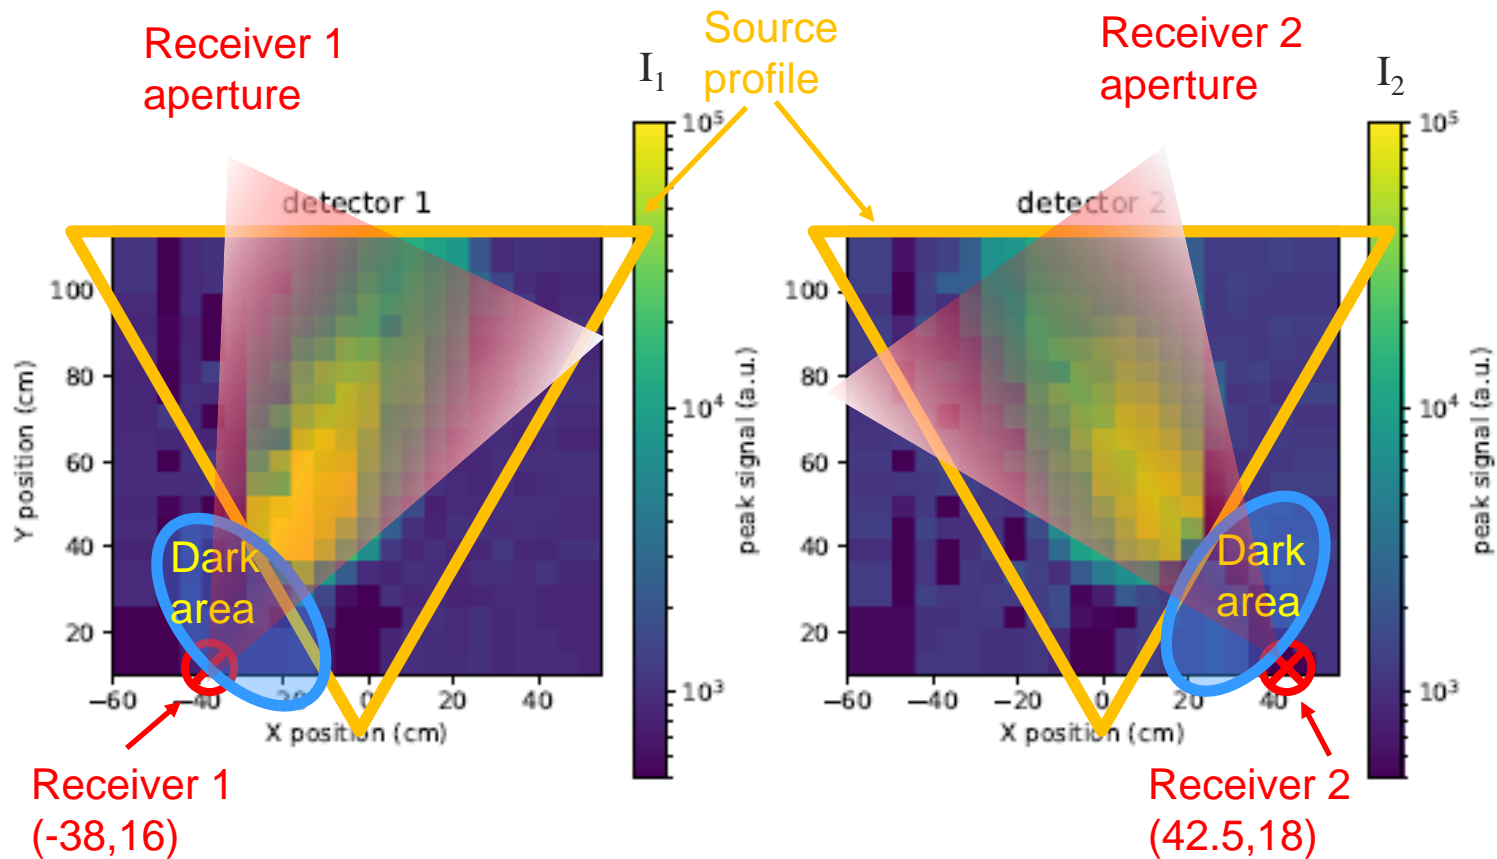 Receiver 1
aperture
I₁
Source
profile
Receiver 2
aperture
I₂
detector 1
10⁵
10⁴
10³
peak signal (a.u.)
100
80
60
40
20
Y position (cm)
−60
−40
−20
0
20
40
X position (cm)
Dark
area
Receiver 1
(-38,16)
detector 2
10⁵
10⁴
10³
peak signal (a.u.)
100
80
60
40
20
−60
−40
−20
0
20
40
X position (cm)
Dark
area
Receiver 2
(42.5,18)